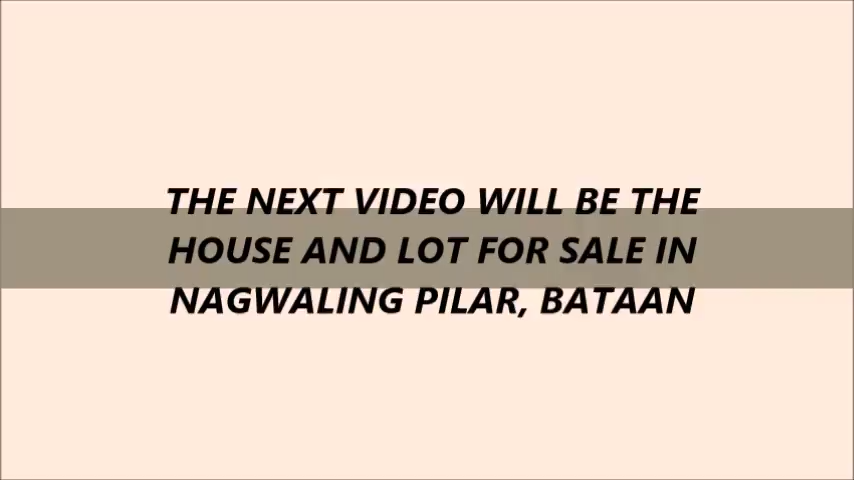 THE NEXT VIDEO WILL BE THE
HOUSE AND LOT FOR SALE IN
NAGWALING PILAR, BATAAN